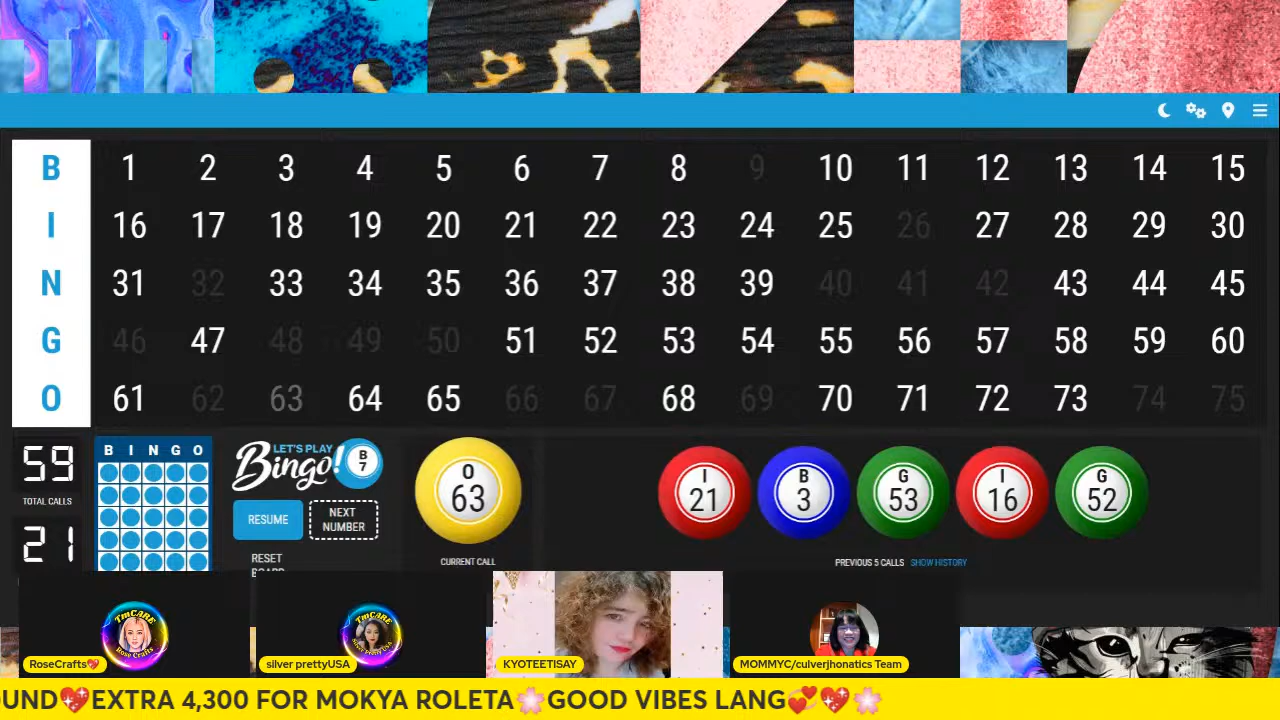 B 1 2 3 4 5 6 7 8 9 10 11 12 13 14 15
I 16 17 18 19 20 21 22 23 24 25 26 27 28 29 30
N 31 32 33 34 35 36 37 38 39 40 41 42 43 44 45
G 46 47 48 49 50 51 52 53 54 55 56 57 58 59 60
O 61 62 63 64 65 66 67 68 69 70 71 72 73 74 75
59
TOTAL CALLS
21
B I N G O
LET'S PLAY
Bingo!
B
7
RESUME
NEXT
NUMBER
RESET
BOARD
O
63
CURRENT CALL
I
21
B
3
G
53
I
16
G
52
PREVIOUS 5 CALLS SHOW HISTORY
TmCARE
Rose Crafts
RoseCrafts💖
TmCARE
silver prettyUSA
KYOTEETISAY
MOMMYC/culverjhonatics Team
OUND💖EXTRA 4,300 FOR MOKYA ROLETA🌸GOOD VIBES LANG💞💖🌸